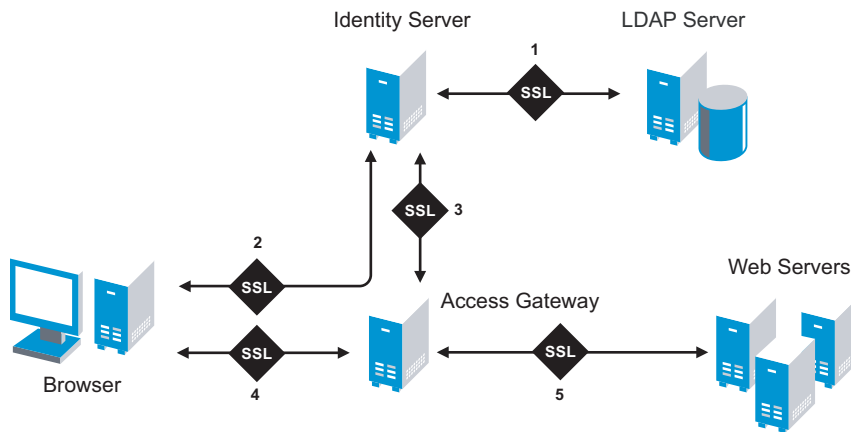 Identity Server
LDAP Server
1
SSL
SSL
3
2
SSL
Web Servers
Access Gateway
SSL
SSL
Browser
4
5